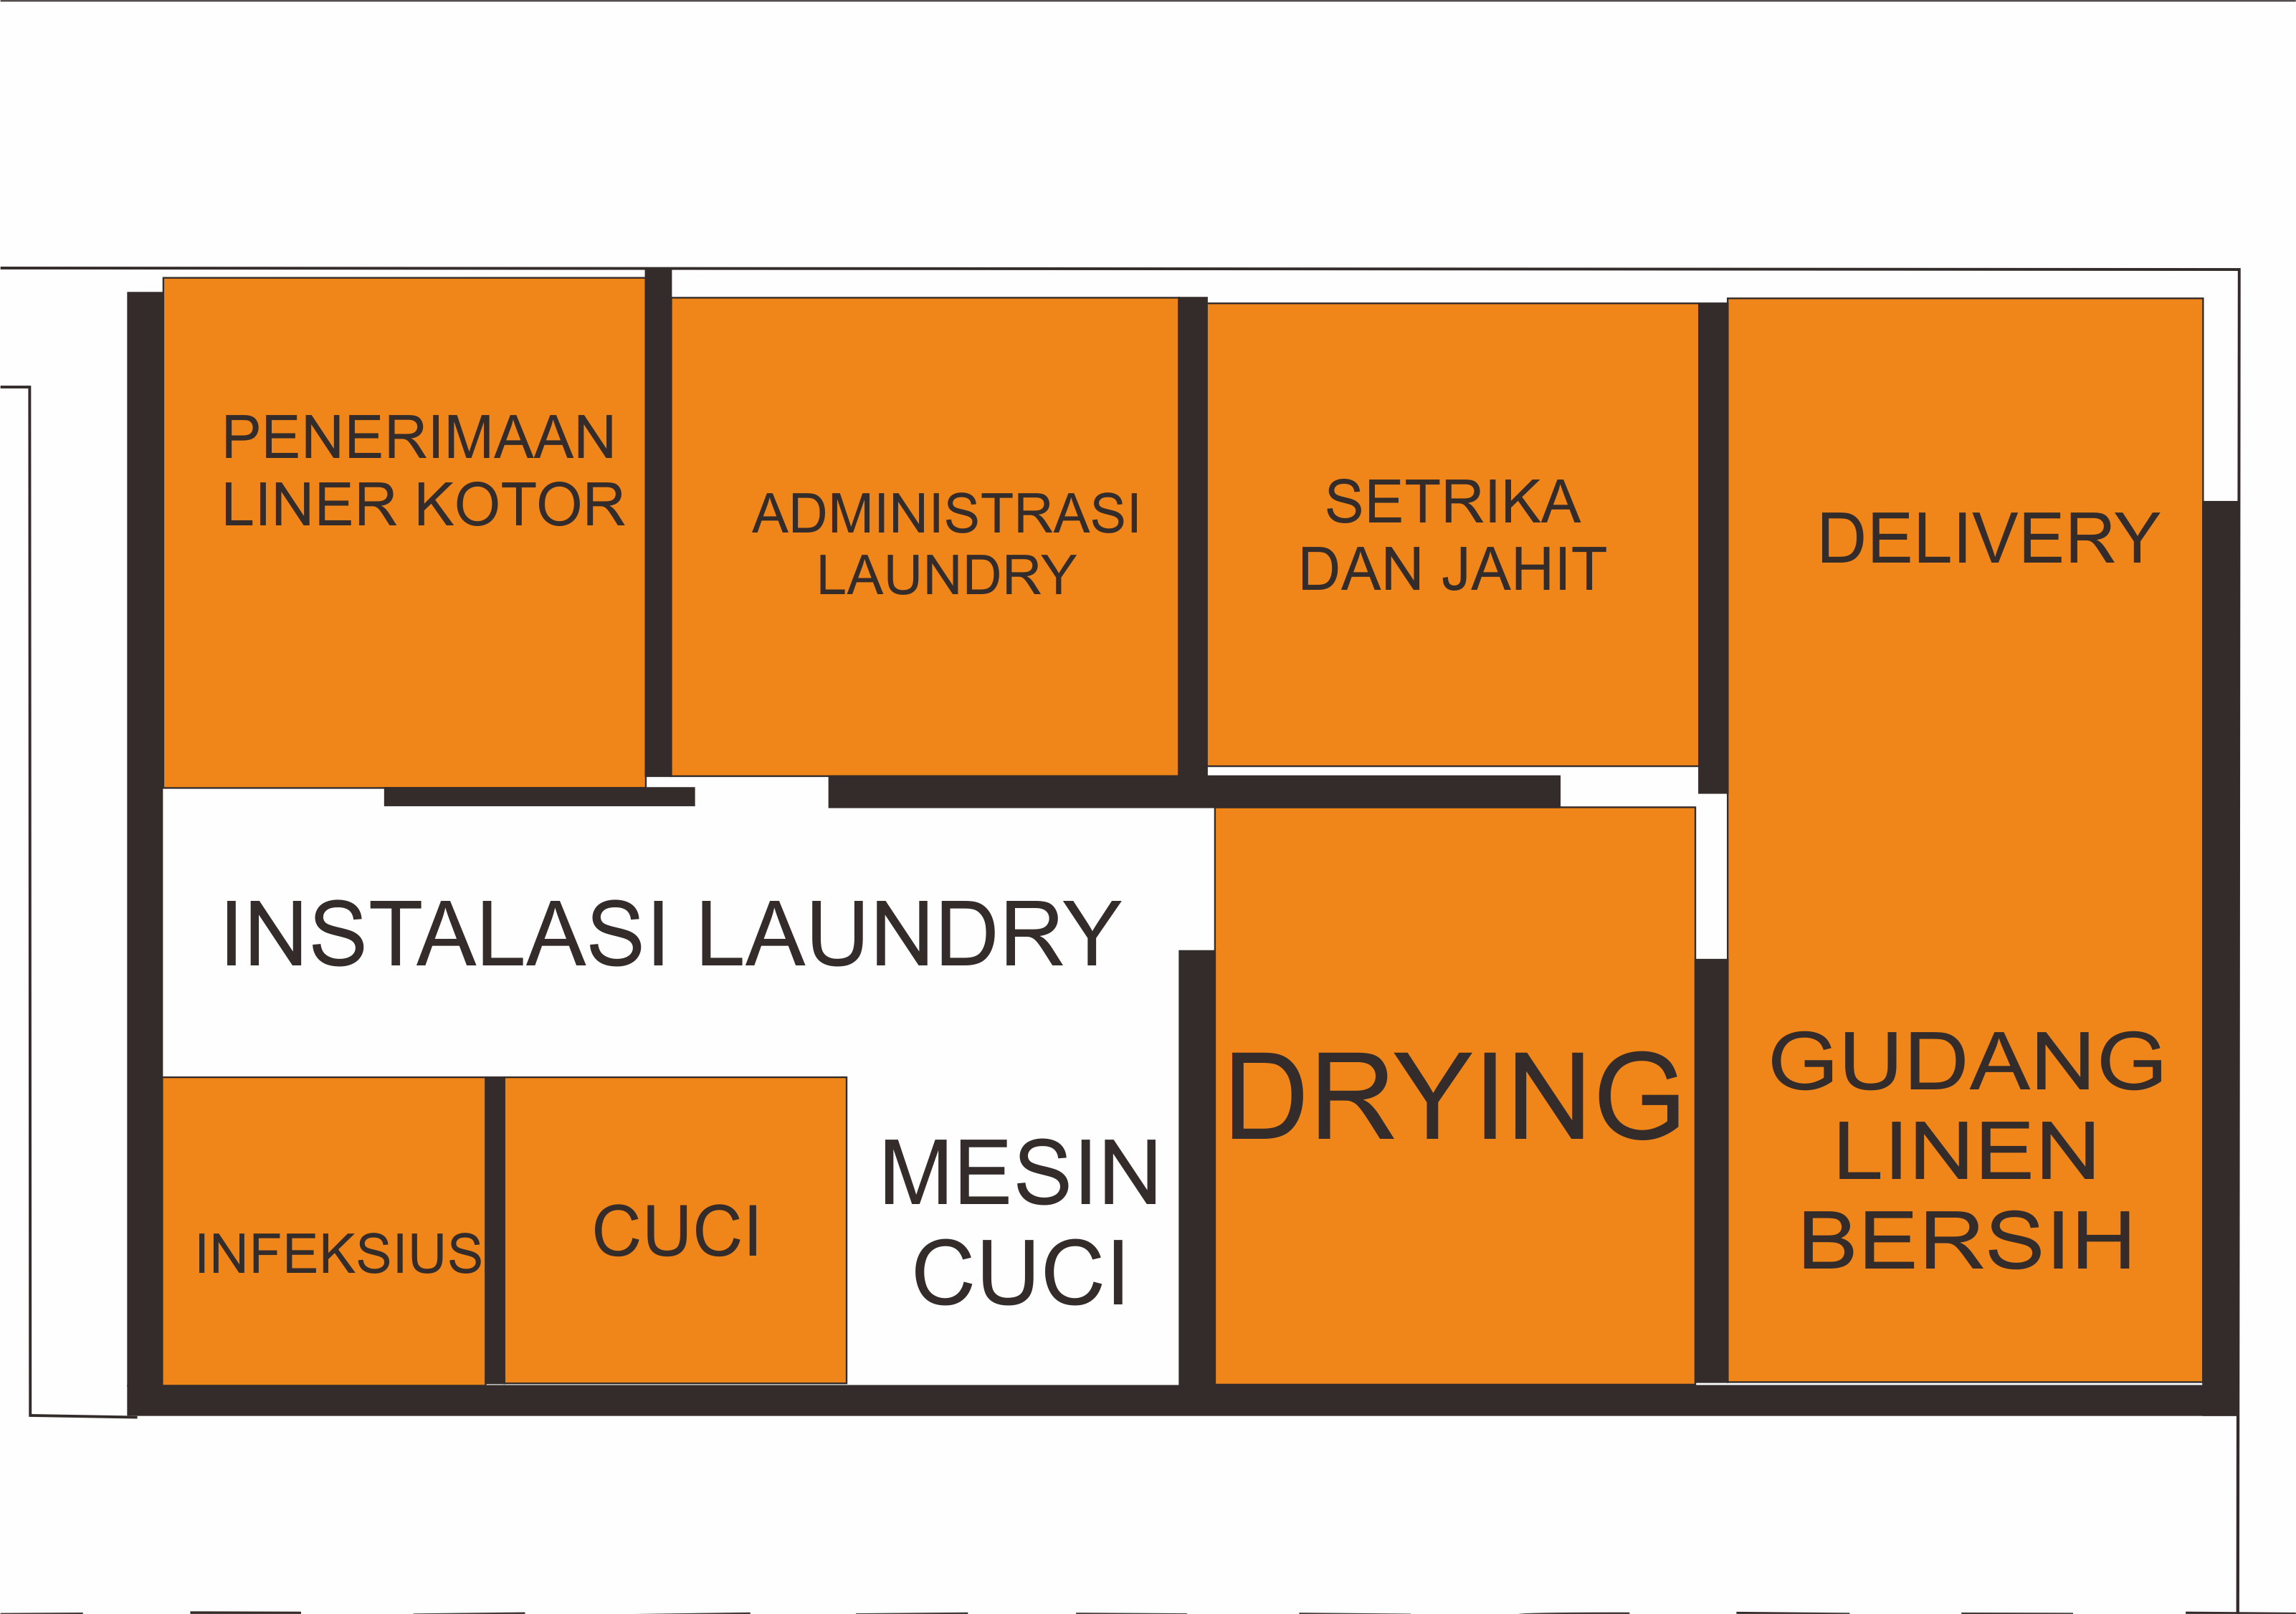 PENERIMAAN
LINER KOTOR
ADMINISTRASI
LAUNDRY
SETRIKA
DAN JAHIT
DELIVERY
INSTALASI LAUNDRY
INFEKSIUS
CUCI
MESIN
CUCI
DRYING
GUDANG
LINEN
BERSIH